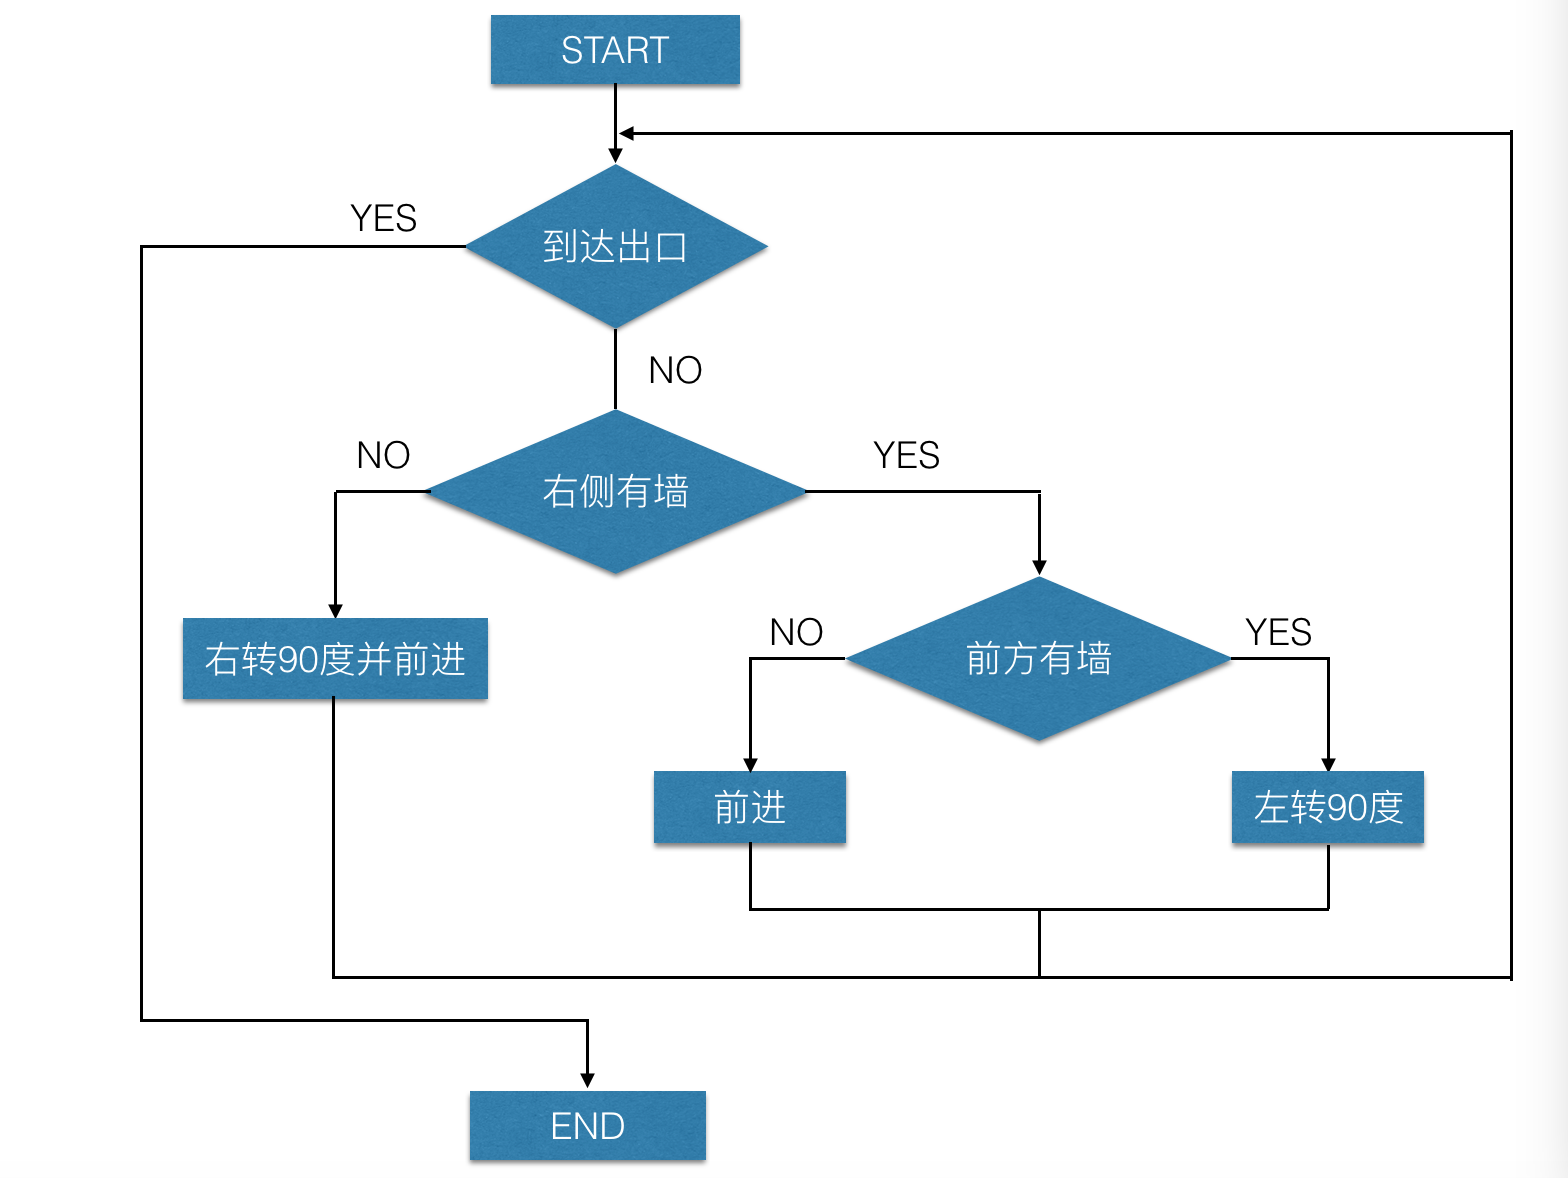 START
YES
到达出口
NO
NO
右侧有墙
YES
右转90度并前进
NO
前方有墙
YES
前进
左转90度
END